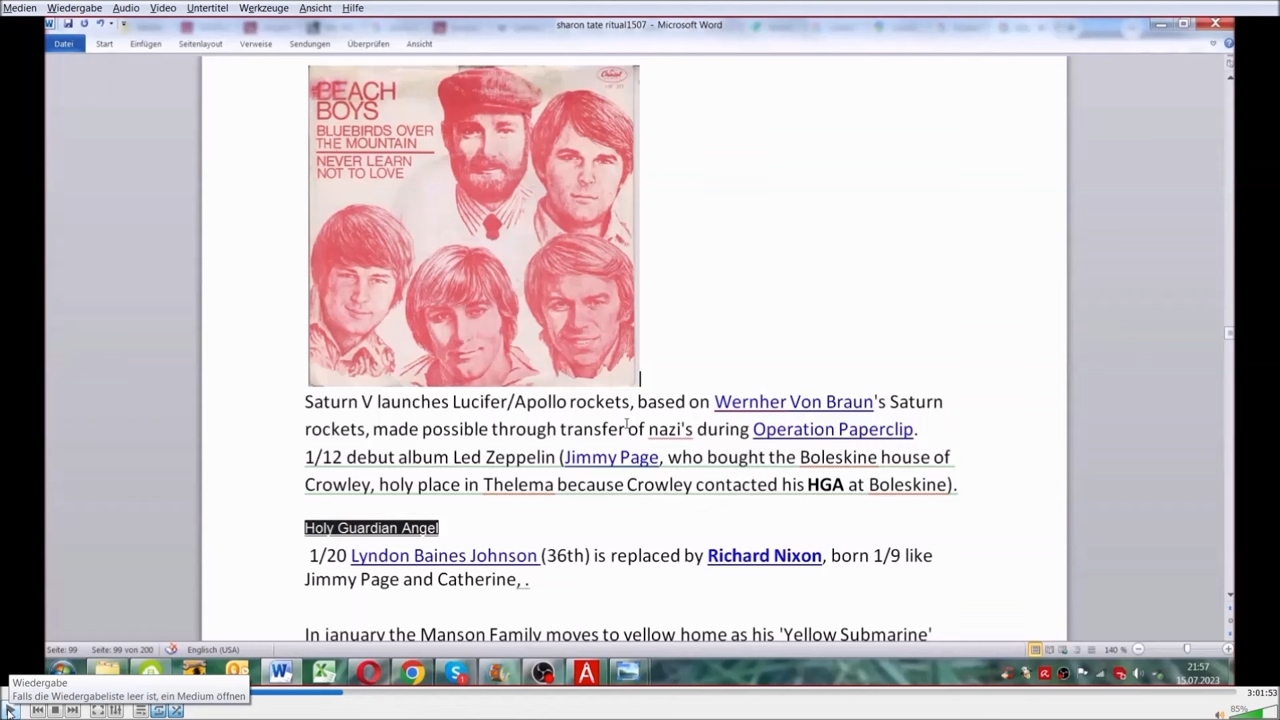 Medien Wiedergabe Audio Video Untertitel Werkzeuge Ansicht Hilfe
sharon tate ritual1507 - Microsoft Word
Datei Start Einfügen Seitenlayout Verweise Sendungen Überprüfen Ansicht
BEACH
BOYS
BLUEBIRDS OVER
THE MOUNTAIN
NEVER LEARN
NOT TO LOVE
Capitol
Saturn V launches Lucifer/Apollo rockets, based on Wernher Von Braun's Saturn
rockets, made possible through transfer of nazi's during Operation Paperclip.
1/12 debut album Led Zeppelin (Jimmy Page, who bought the Boleskine house of
Crowley, holy place in Thelema because Crowley contacted his HGA at Boleskine).
Holy Guardian Angel
1/20 Lyndon Baines Johnson (36th) is replaced by Richard Nixon, born 1/9 like
Jimmy Page and Catherine, .
In january the Manson Family moves to yellow home as his 'Yellow Submarine'
Seite: 99 Seite: 99 von 200 Englisch (USA) 140 %
21:57
15.07.2023
Wiedergabe
Falls die Wiedergabeliste leer ist, ein Medium öffnen
3:01:53
85%